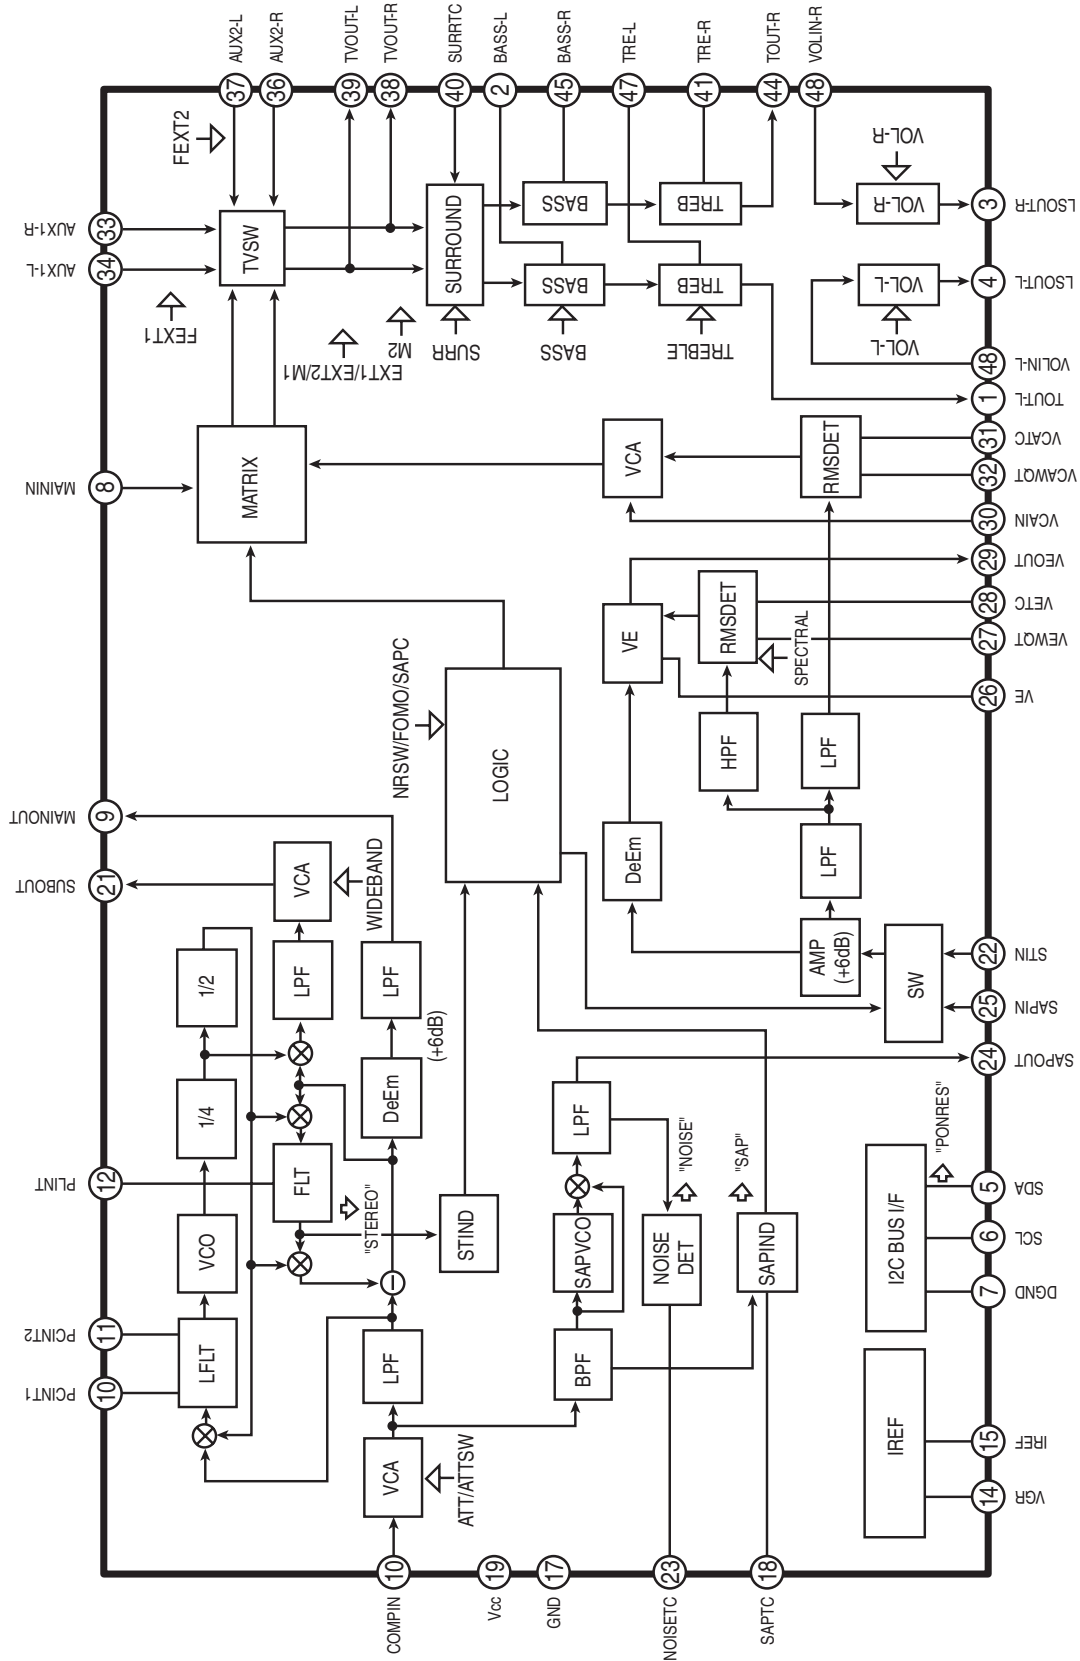 AUX2-L
AUX2-R
TVOUT-L
TVOUT-R
SURRTC
BASS-L
BASS-R
TRE-L
TRE-R
TOUT-R
VOLIN-R
37
36
39
38
40
2
45
47
41
44
48
FEXT2
AUX1-R
33
AUX1-L
34
FEXT1
TVSW
EXT1/EXT2/M1
M2
SURROUND
SURR
BASS
BASS
BASS
TREB
TREB
TREBLE
VOL-R
VOL-R
VOL-L
VOL-L
3
LSOUT-R
4
LSOUT-L
48
VOLIN-L
1
TOUT-L
MAININ
8
MATRIX
VCA
RMSDET
31
VCATC
32
VCAWQT
30
VCAIN
29
VEOUT
28
VETC
27
VEWQT
26
VE
VE
RMSDET
SPECTRAL
HPF
LPF
NRSW/FOMO/SAPC
LOGIC
MAINOUT
9
SUBOUT
21
VCA
WIDEBAND
DeEm
LPF
AMP
(+6dB)
SW
22
STIN
25
SAPIN
24
SAPOUT
1/2
LPF
LPF
(+6dB)
1/4
DeEm
PLINT
12
FLT
"STEREO"
VCO
STIND
LPF
SAPVCO
"NOISE"
NOISE
DET
"SAP"
SAPIND
I2C BUS I/F
"PONRES"
5
SDA
6
SCL
7
DGND
PCINT2
11
PCINT1
10
LFLT
LPF
BPF
VCA
ATT/ATTSW
IREF
15
IREF
14
VGR
10
19
17
23
18
COMPIN
Vcc
GND
NOISETC
SAPTC